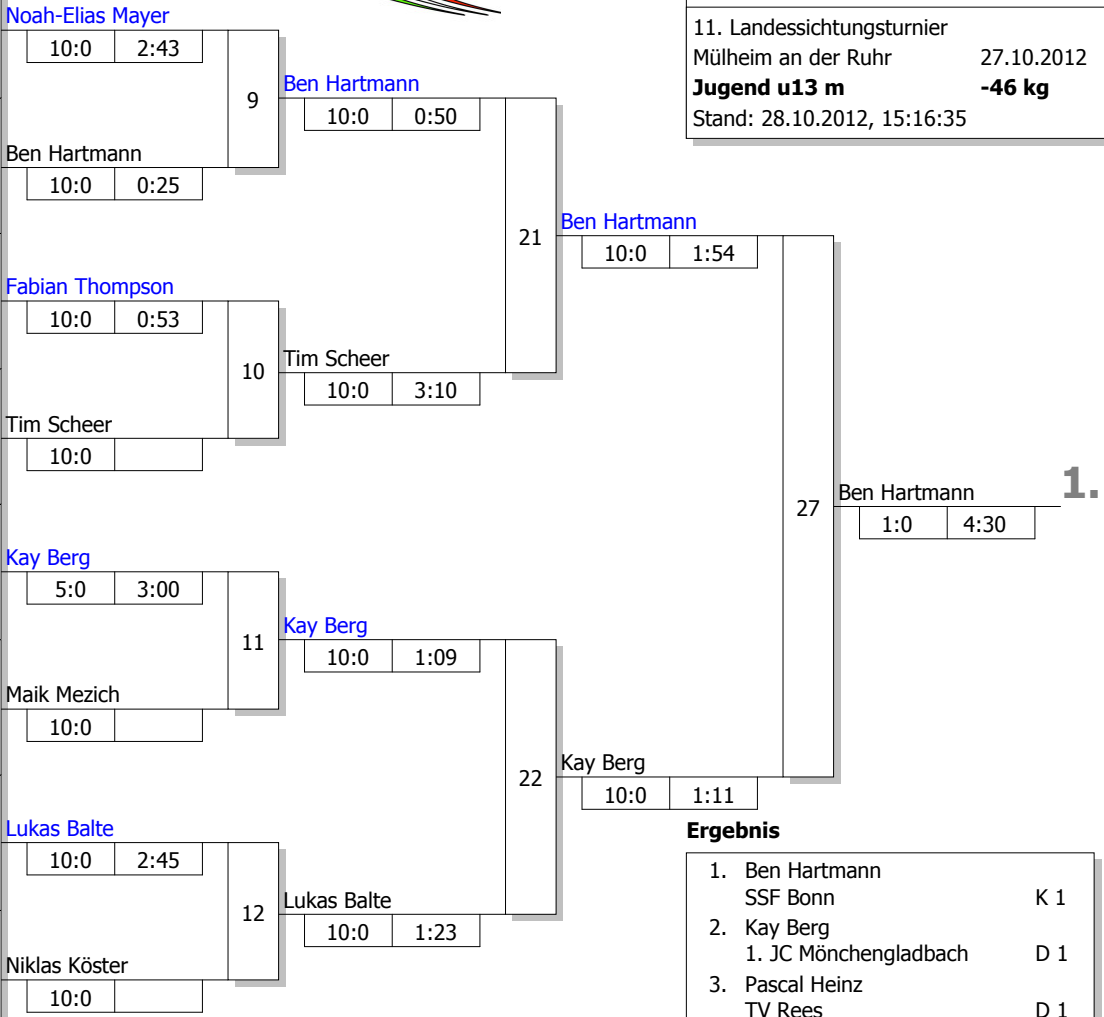 Noah-Elias Mayer
10:0 2:43
9
Ben Hartmann
10:0 0:25
Ben Hartmann
10:0 0:50
21
Fabian Thompson
10:0 0:53
10
Tim Scheer
10:0
Tim Scheer
10:0 3:10
Ben Hartmann
10:0 1:54
27
Kay Berg
5:0 3:00
11
Maik Mezich
10:0
Kay Berg
10:0 1:09
22
Lukas Balte
10:0 2:45
12
Niklas Köster
10:0
Lukas Balte
10:0 1:23
Kay Berg
10:0 1:11
Ben Hartmann 1.
1:0 4:30
11. Landessichtungsturnier
Mülheim an der Ruhr 27.10.2012
Jugend u13 m -46 kg
Stand: 28.10.2012, 15:16:35
Ergebnis
1. Ben Hartmann
SSF Bonn K 1
2. Kay Berg
1. JC Mönchengladbach D 1
3. Pascal Heinz
TV Rees D 1